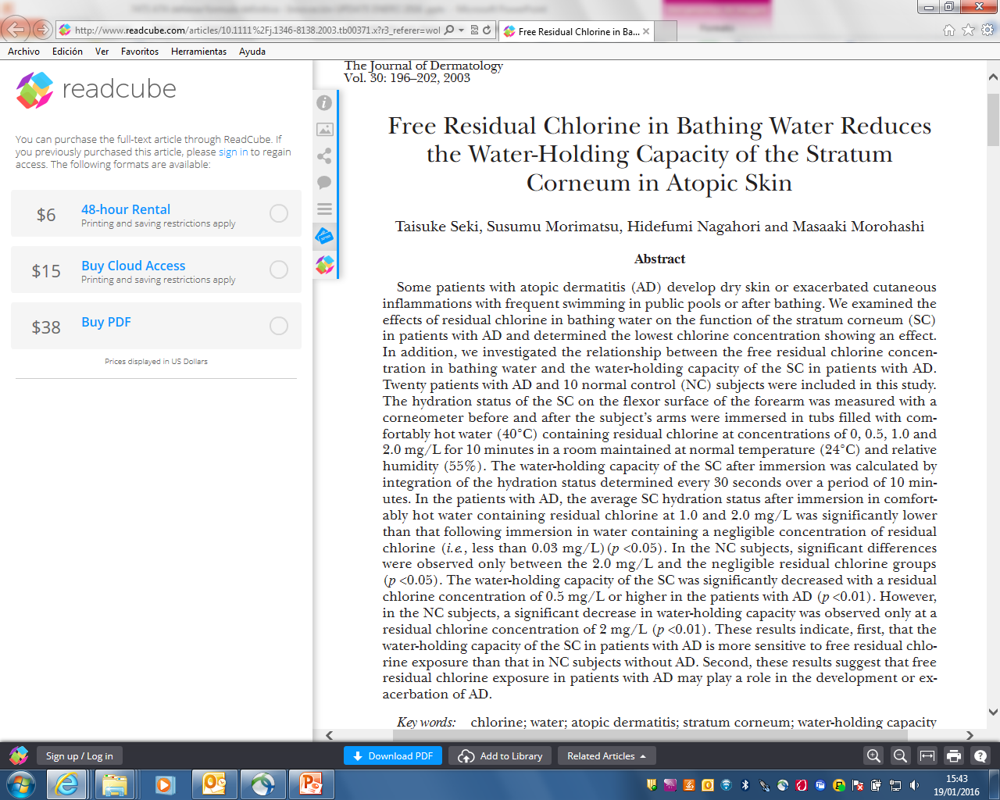 http://www.readcube.com/articles/10.1111%2Fj.1346-8138.2003.tb00371.x?r3_referer=wol
Free Residual Chlorine in Ba...
Archivo Edición Ver Favoritos Herramientas Ayuda
readcube
You can purchase the full-text article through ReadCube. If
you previously purchased this article, please sign in to regain
access. The following formats are available:
$6 48-hour Rental
Printing and saving restrictions apply
$15 Buy Cloud Access
Printing and saving restrictions apply
$38 Buy PDF
Prices displayed in US Dollars
The Journal of Dermatology
Vol. 30: 196–202, 2003
Free Residual Chlorine in Bathing Water Reduces
the Water-Holding Capacity of the Stratum
Corneum in Atopic Skin
Taisuke Seki, Susumu Morimatsu, Hidefumi Nagahori and Masaaki Morohashi
Abstract
Some patients with atopic dermatitis (AD) develop dry skin or exacerbated cutaneous
inflammations with frequent swimming in public pools or after bathing. We examined the
effects of residual chlorine in bathing water on the function of the stratum corneum (SC)
in patients with AD and determined the lowest chlorine concentration showing an effect.
In addition, we investigated the relationship between the free residual chlorine concen-
tration in bathing water and the water-holding capacity of the SC in patients with AD.
Twenty patients with AD and 10 normal control (NC) subjects were included in this study.
The hydration status of the SC on the flexor surface of the forearm was measured with a
corneometer before and after the subject's arms were immersed in tubs filled with com-
fortably hot water (40°C) containing residual chlorine at concentrations of 0, 0.5, 1.0 and
2.0 mg/L for 10 minutes in a room maintained at normal temperature (24°C) and relative
humidity (55%). The water-holding capacity of the SC after immersion was calculated by
integration of the hydration status determined every 30 seconds over a period of 10 min-
utes. In the patients with AD, the average SC hydration status after immersion in comfort-
ably hot water containing residual chlorine at 1.0 and 2.0 mg/L was significantly lower
than that following immersion in water containing a negligible concentration of residual
chlorine (i.e., less than 0.03 mg/L)(p <0.05). In the NC subjects, significant differences
were observed only between the 2.0 mg/L and the negligible residual chlorine groups
(p <0.05). The water-holding capacity of the SC was significantly decreased with a residual
chlorine concentration of 0.5 mg/L or higher in the patients with AD (p <0.01). However,
in the NC subjects, a significant decrease in water-holding capacity was observed only at a
residual chlorine concentration of 2 mg/L (p <0.01). These results indicate, first, that the
water-holding capacity of the SC in patients with AD is more sensitive to free residual chlo-
rine exposure than that in NC subjects without AD. Second, these results suggest that free
residual chlorine exposure in patients with AD may play a role in the development or ex-
acerbation of AD.
Key words: chlorine; water; atopic dermatitis; stratum corneum; water-holding capacity
Sign up / Log in
Download PDF
Add to Library
Related Articles
15:43
19/01/2016